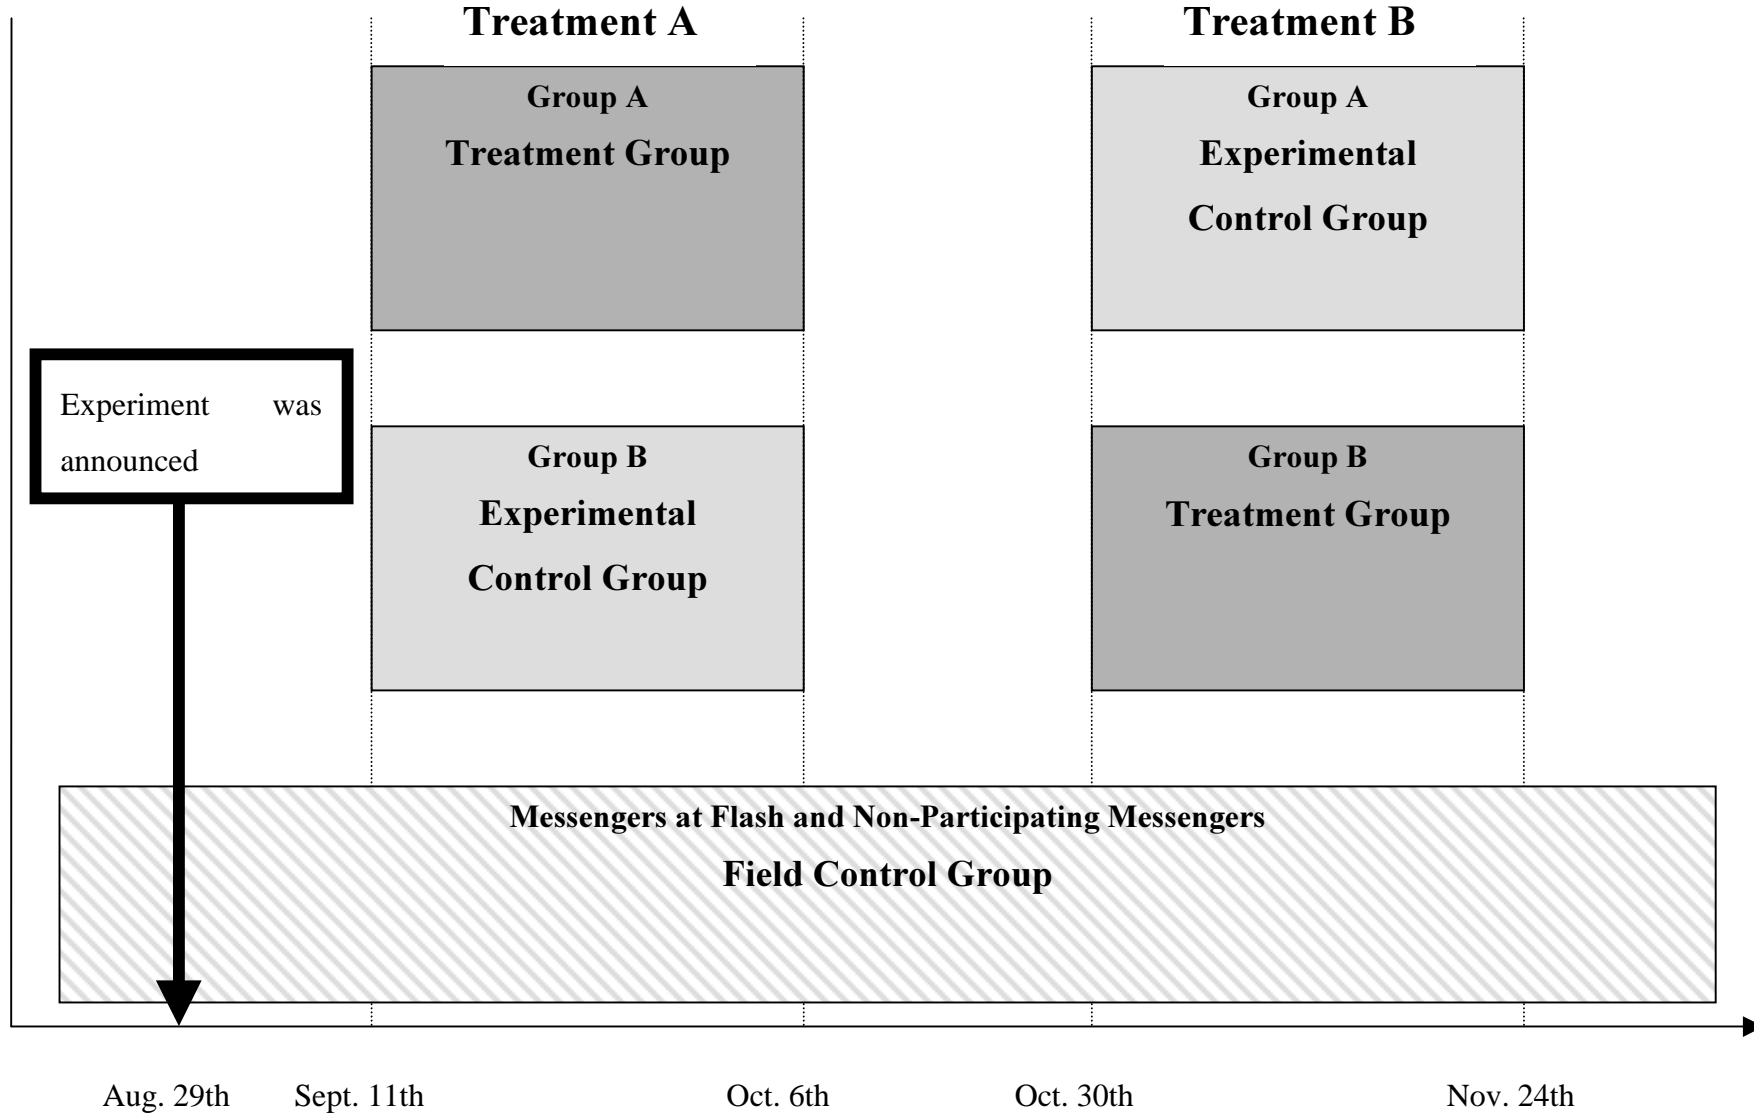 Treatment A
Treatment B
Group A
Treatment Group
Group A
Experimental
Control Group
Experiment was
announced
Group B
Experimental
Control Group
Group B
Treatment Group
Messengers at Flash and Non-Participating Messengers
Field Control Group
Aug. 29th
Sept. 11th
Oct. 6th
Oct. 30th
Nov. 24th